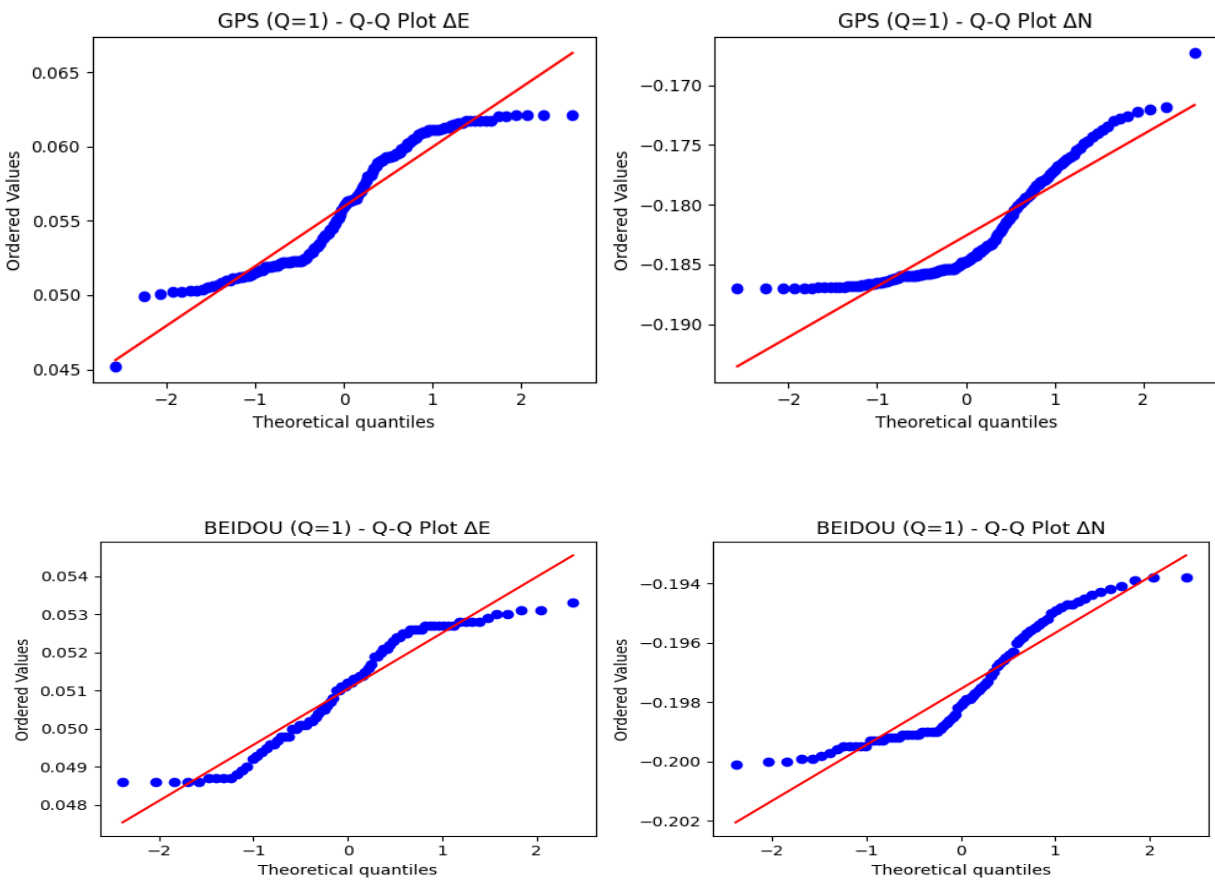 GPS (Q=1) - Q-Q Plot ΔE
0.065
0.060
0.055
0.050
0.045
Ordered Values
−2 −1 0 1 2
Theoretical quantiles
GPS (Q=1) - Q-Q Plot ΔN
−0.170
−0.175
−0.180
−0.185
−0.190
Ordered Values
−2 −1 0 1 2
Theoretical quantiles
BEIDOU (Q=1) - Q-Q Plot ΔE
0.054
0.053
0.052
0.051
0.050
0.049
0.048
Ordered Values
−2 −1 0 1 2
Theoretical quantiles
BEIDOU (Q=1) - Q-Q Plot ΔN
−0.194
−0.196
−0.198
−0.200
−0.202
Ordered Values
−2 −1 0 1 2
Theoretical quantiles